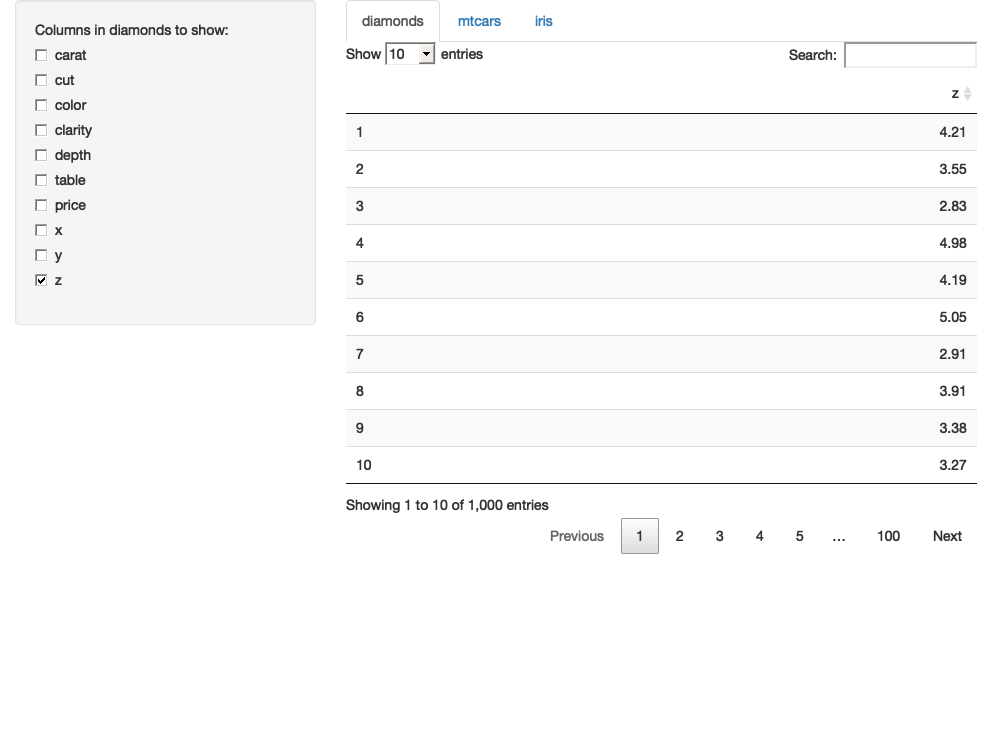 Columns in diamonds to show:
carat
cut
color
clarity
depth
table
price
x
y
z
diamonds mtcars iris
Show 10 entries Search:
z
1 4.21
2 3.55
3 2.83
4 4.98
5 4.19
6 5.05
7 2.91
8 3.91
9 3.38
10 3.27
Showing 1 to 10 of 1,000 entries
Previous 1 2 3 4 5 … 100 Next